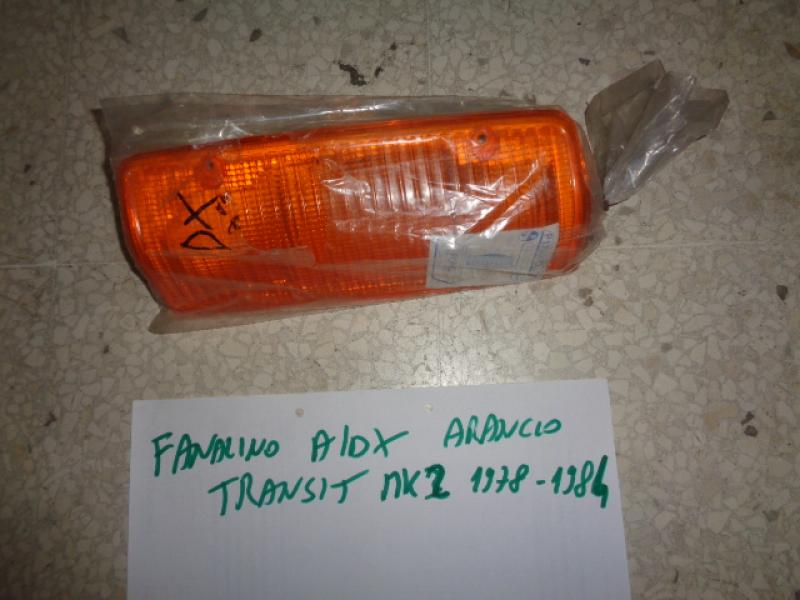 DX
FANALINO A/DX ARANCIO
TRANSIT MK2 1978-1984